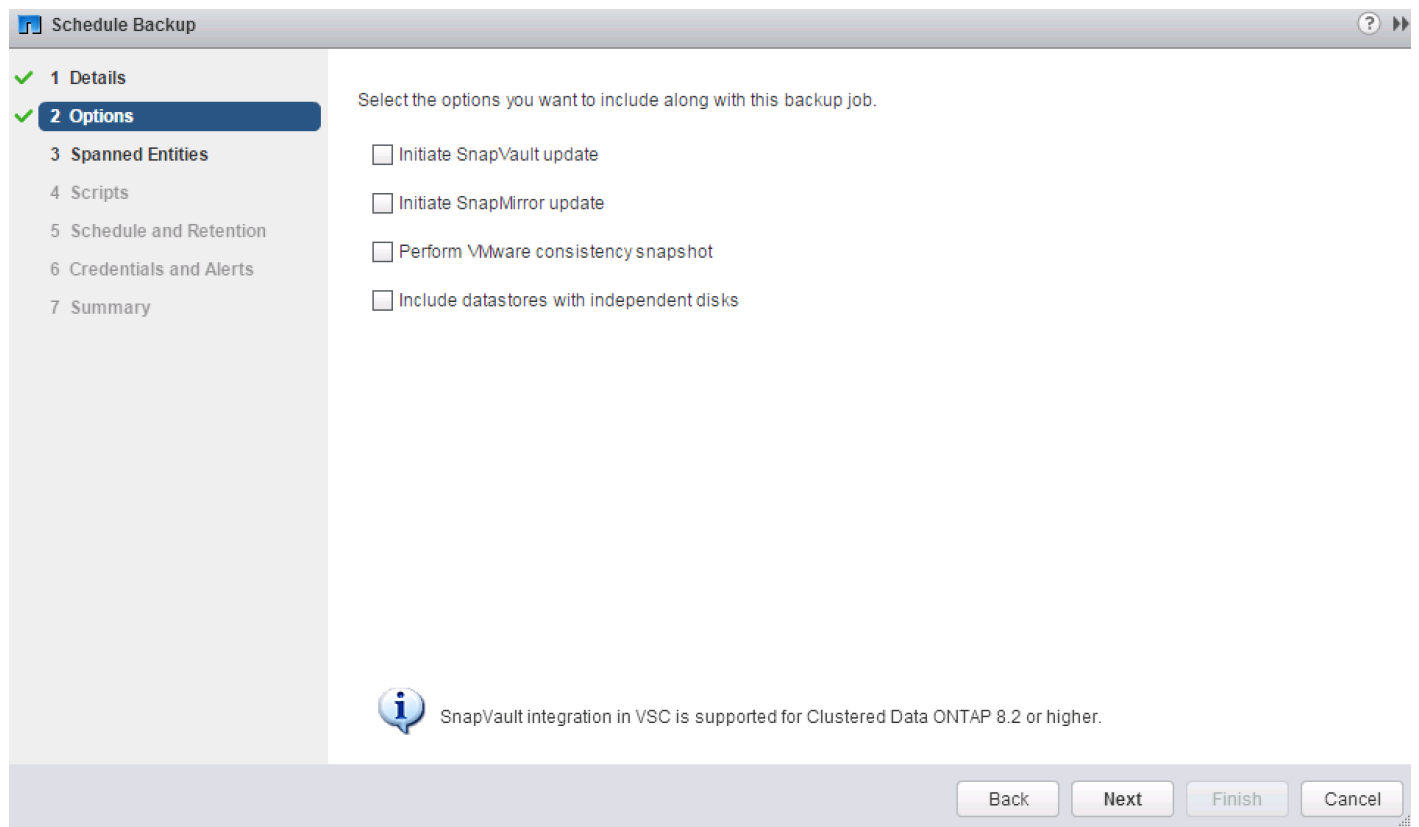 Schedule Backup
?
1 Details
2 Options
3 Spanned Entities
4 Scripts
5 Schedule and Retention
6 Credentials and Alerts
7 Summary
Select the options you want to include along with this backup job.
Initiate SnapVault update
Initiate SnapMirror update
Perform VMware consistency snapshot
Include datastores with independent disks
i
SnapVault integration in VSC is supported for Clustered Data ONTAP 8.2 or higher.
Back Next Finish Cancel